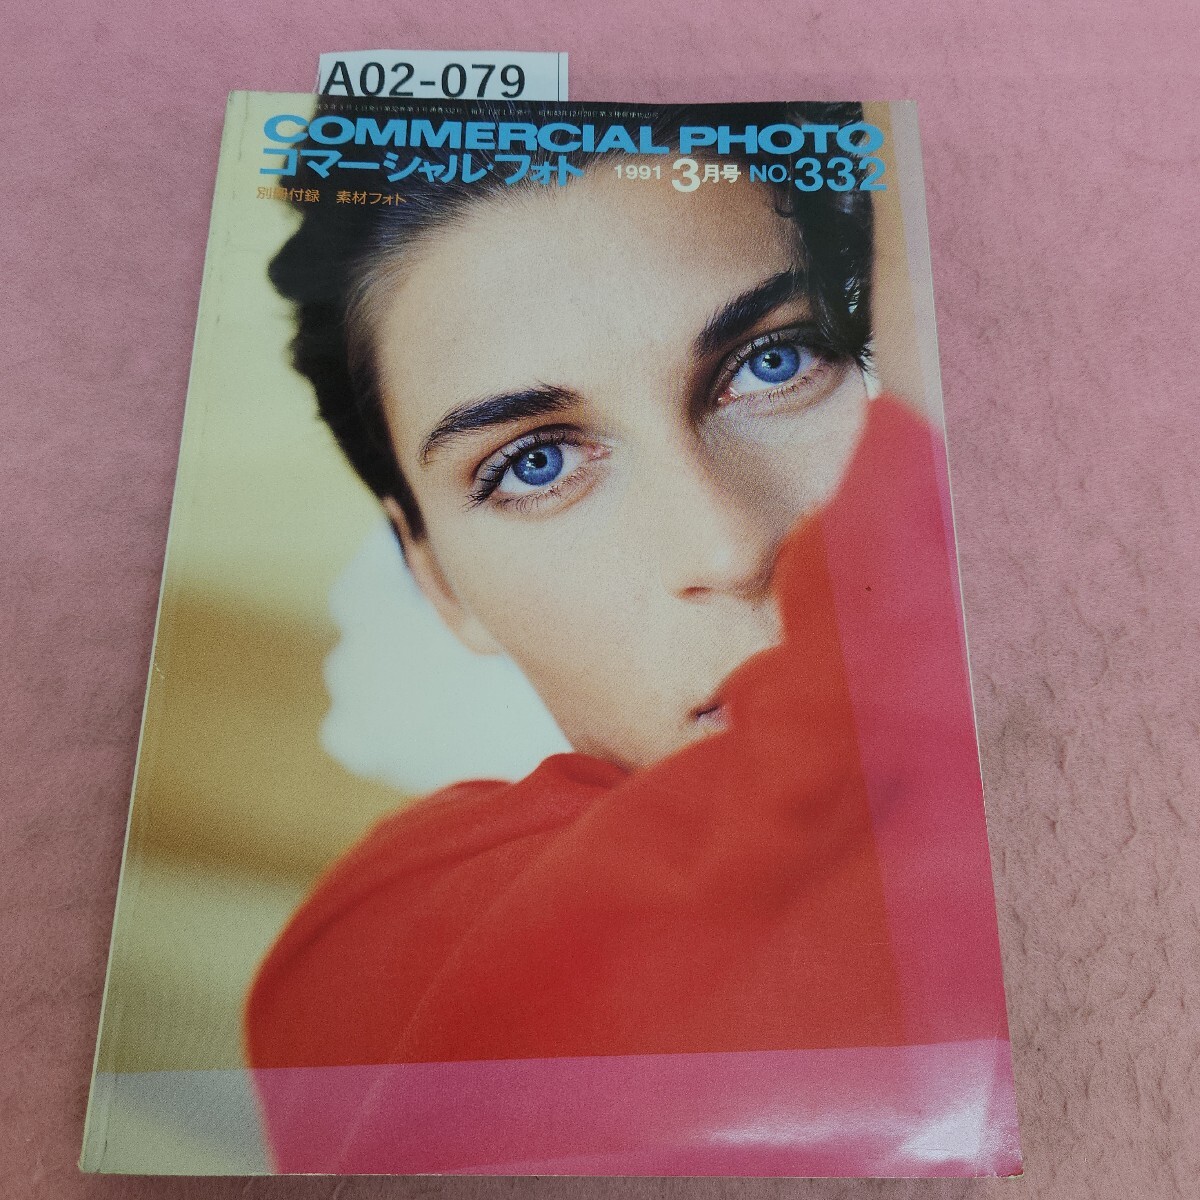 A02-079
COMMERCIAL PHOTO
コマーシャル・フォト 1991 3月号 NO.332
別冊付録 素材フォト